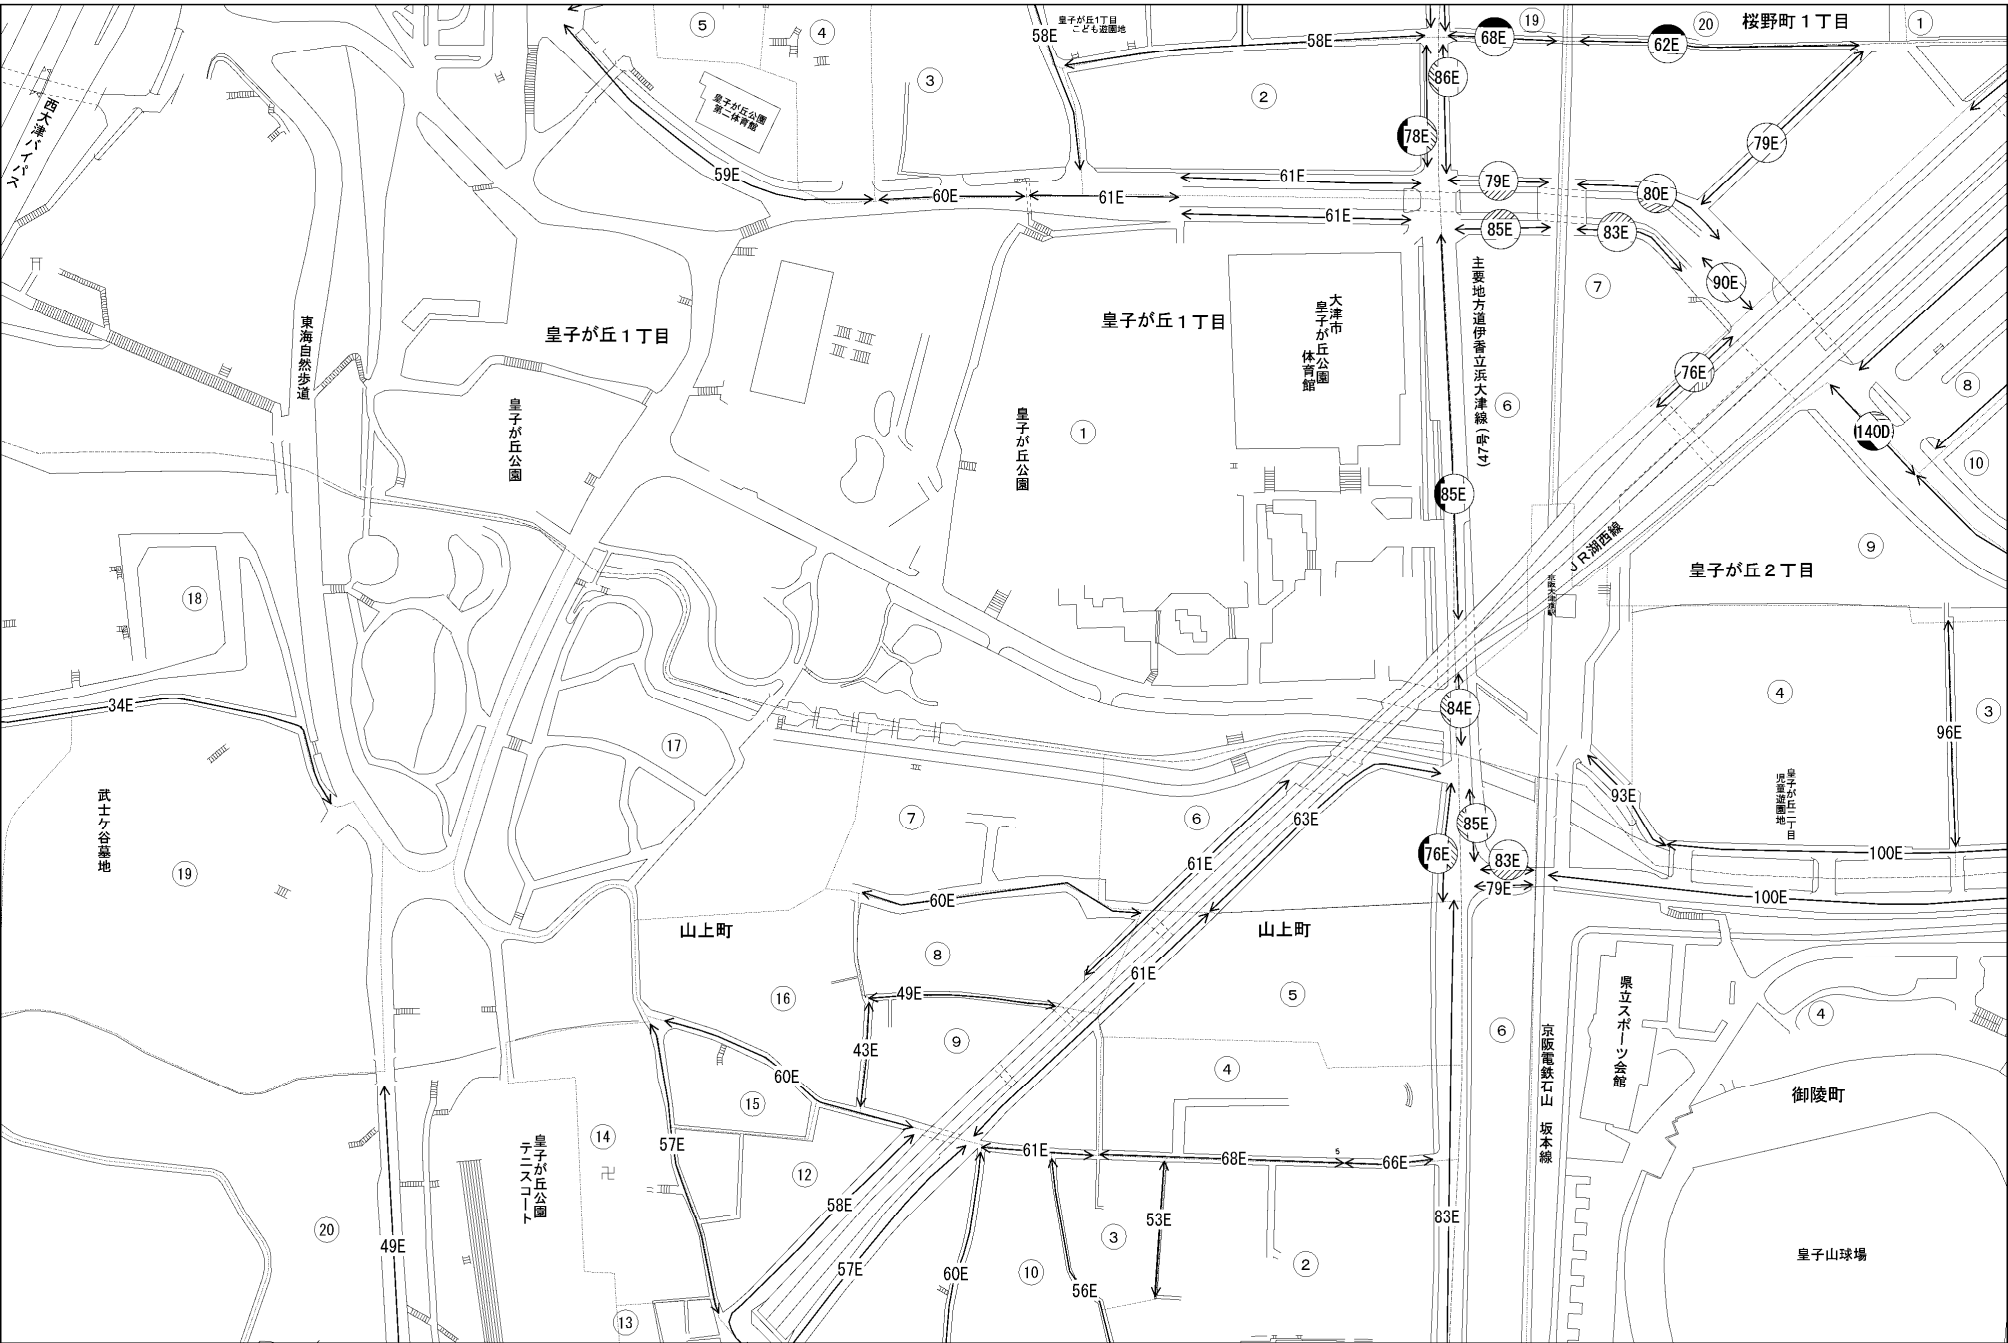 ⑤
④
皇子が丘1丁目
こども遊園地
58E
58E
68E
⑲
62E
⑳
桜野町1丁目
①
西大津バイパス
皇子が丘公園
第二体育館
③
②
86E
78E
79E
59E
60E
61E
61E
61E
79E
80E
85E
83E
90E
東海自然歩道
皇子が丘1丁目
皇子が丘1丁目
大津市
皇子が丘公園
体育館
主要地方道伊香立浜大津線(47号)
⑦
76E
皇子が丘公園
皇子が丘公園
①
⑥
⑧
140D
⑩
85E
JR湖西線
⑨
皇子が丘2丁目
⑱
34E
⑰
84E
④
③
96E
武士ケ谷墓地
⑲
⑦
⑥
63E
61E
85E
76E
83E
79E
93E
皇子が丘二丁目
児童遊園地
100E
100E
60E
山上町
山上町
⑧
61E
⑯
49E
⑤
県立スポーツ会館
④
43E
⑨
⑥
京阪電鉄石山 坂本線
60E
④
御陵町
⑮
57E
⑭
卍
皇子が丘公園
テニスコート
⑫
61E
68E
5
66E
58E
53E
83E
⑳
49E
57E
60E
⑩
56E
③
②
皇子山球場
⑬